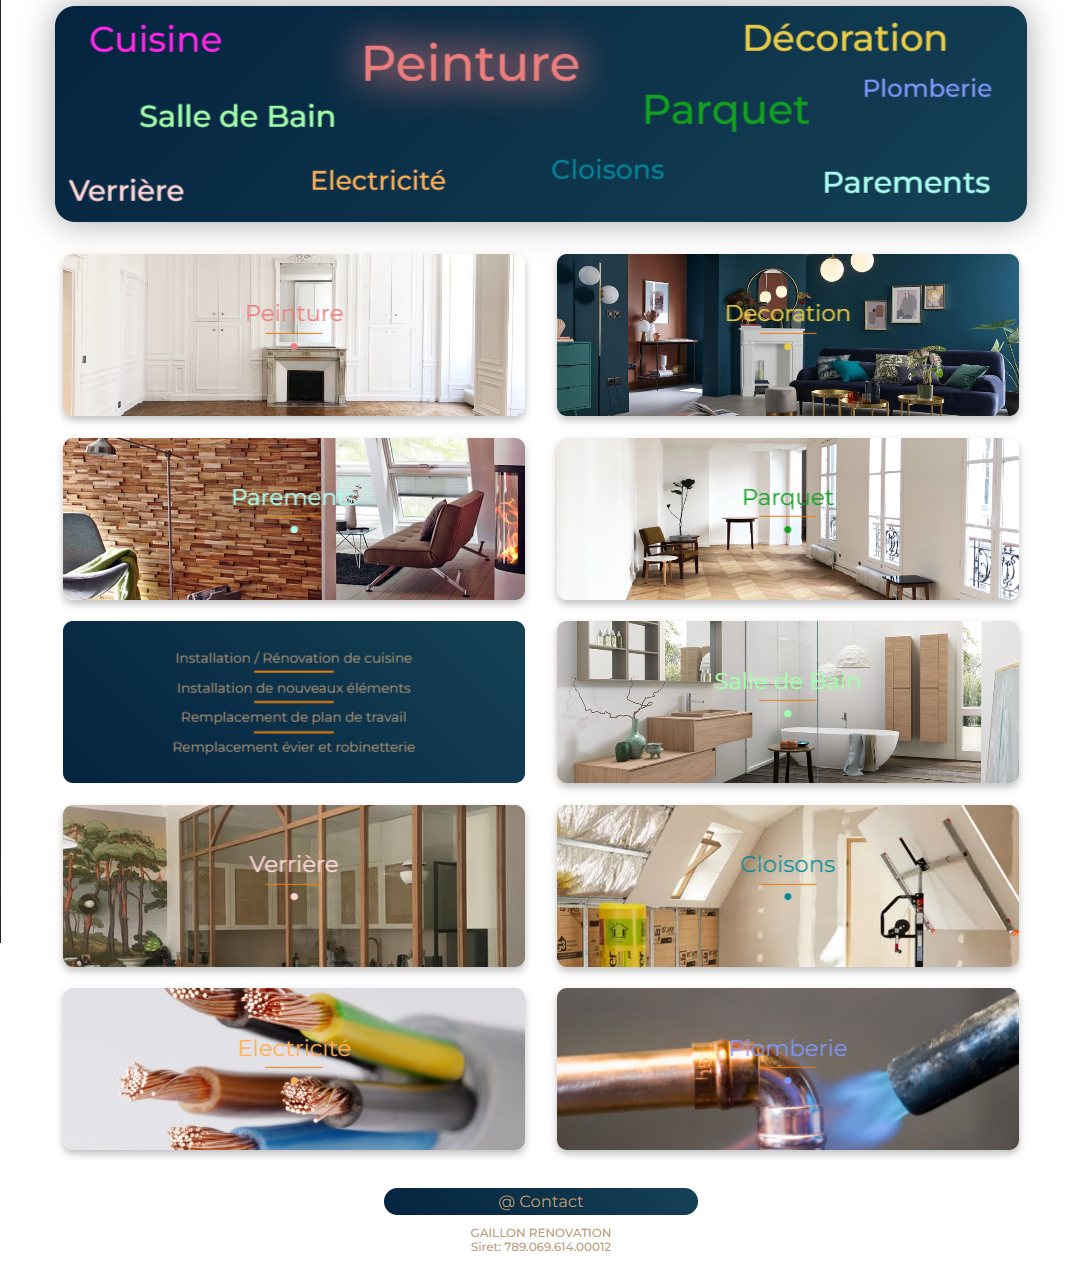 Cuisine
Peinture
Décoration
Plomberie
Salle de Bain
Parquet
Verrière
Electricité
Cloisons
Parements
Peinture
Decoration
Parements
Parquet
Installation / Rénovation de cuisine
Installation de nouveaux éléments
Remplacement de plan de travail
Remplacement évier et robinetterie
Salle de Bain
Verrière
Cloisons
Electricité
Plomberie
@ Contact
GAILLON RENOVATION
Siret: 789.069.614.00012